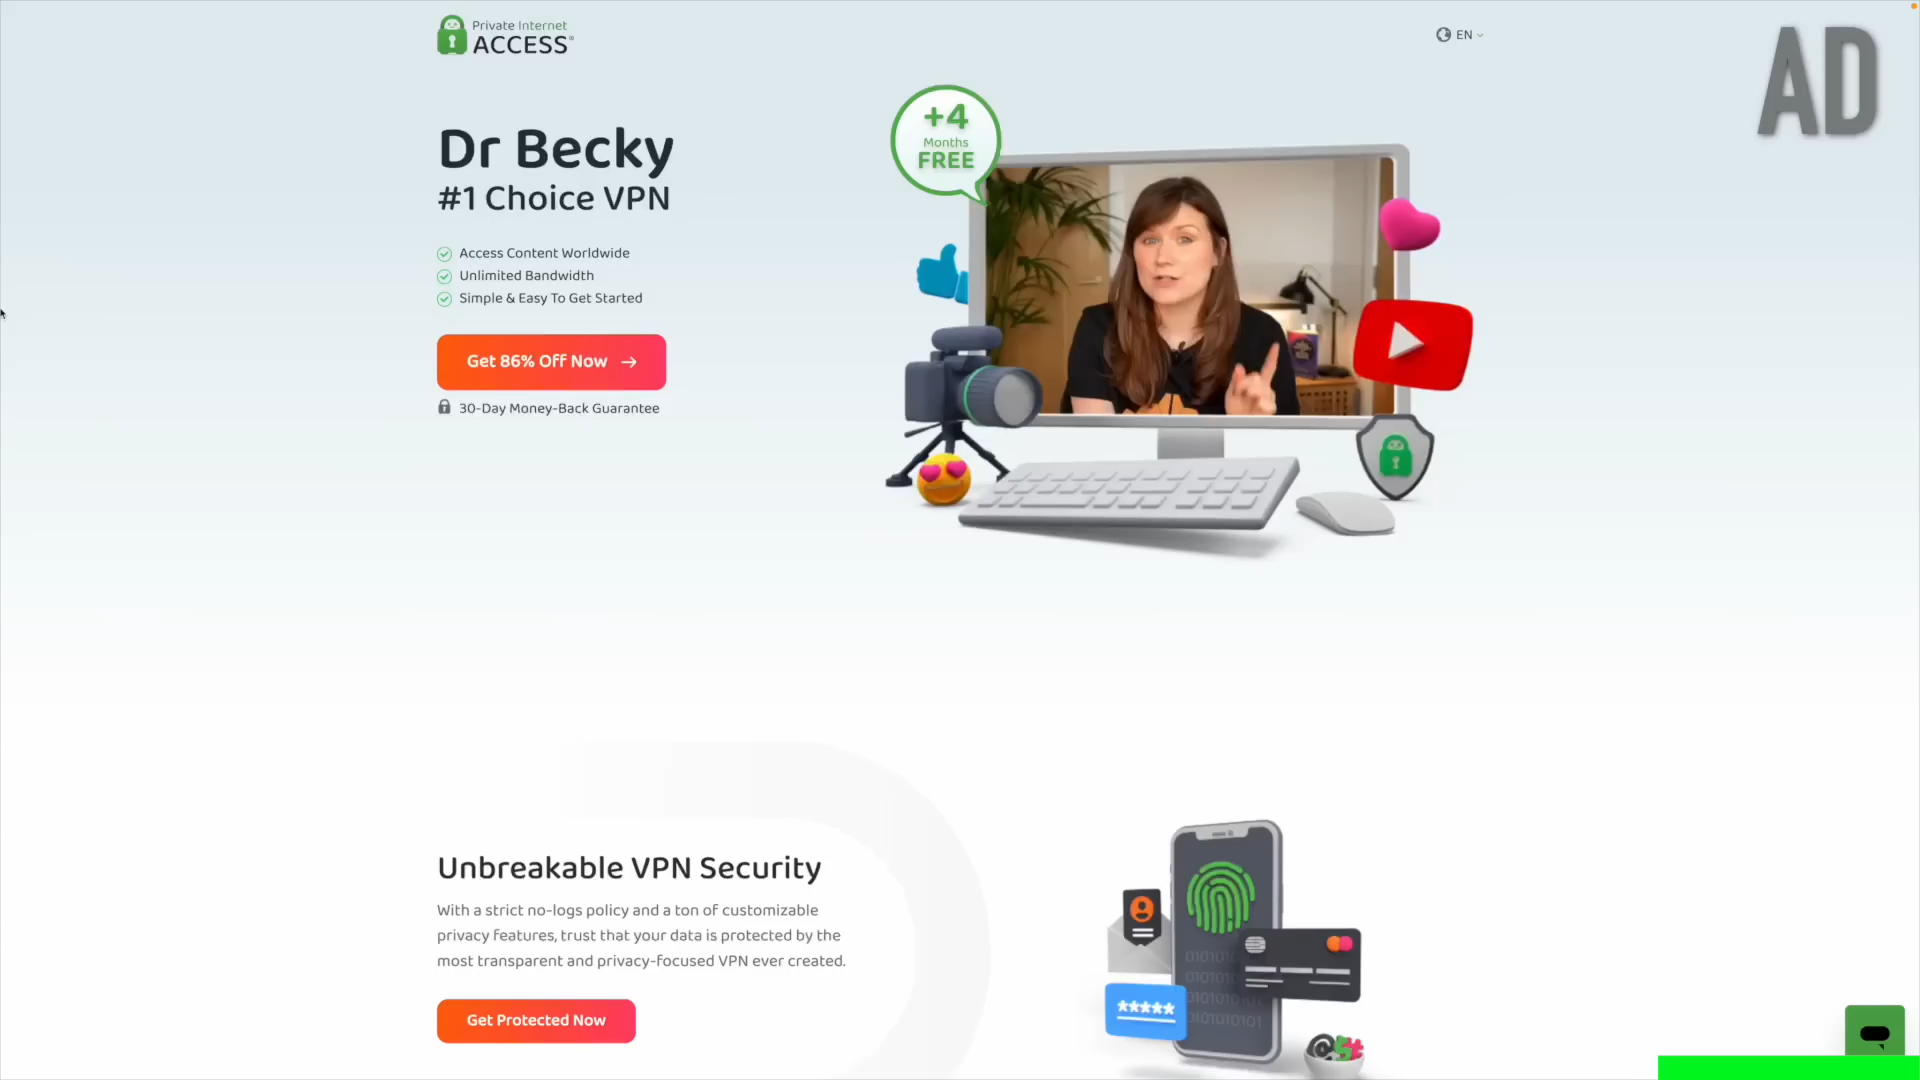 Private Internet
ACCESS
EN
AD
Dr Becky
#1 Choice VPN
Access Content Worldwide
Unlimited Bandwidth
Simple & Easy To Get Started
Get 86% Off Now
30-Day Money-Back Guarantee
+4
Months
FREE
Unbreakable VPN Security
With a strict no-logs policy and a ton of customizable
privacy features, trust that your data is protected by the
most transparent and privacy-focused VPN ever created.
Get Protected Now
*****